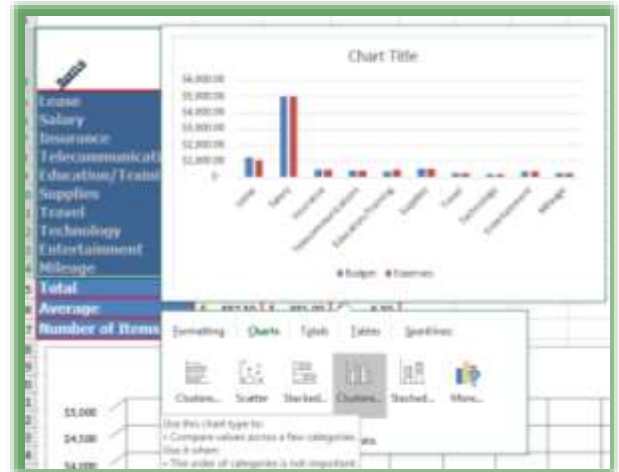 Items
Chart Title
$6,000.00
$5,000.00
$4,000.00
$3,000.00
$2,000.00
$1,000.00
Lease
Salary
Insurance
Telecommunications
Education/Training
Supplies
Travel
Technology
Entertainment
Mileage
Budget Expenses
Lease
Salary
Insurance
Telecommunicati
Education/Traini
Supplies
Travel
Technology
Entertainment
Mileage
Total
Average
Number of Items
Formatting Charts Totals Tables Sparklines
Clustere... Scatter Stacked... Clustere... Stacked... More...
Use this chart type to:
• Compare values across a few categories.
Use it when:
• The order of categories is not important.
$5,000
$4,500
$4,000